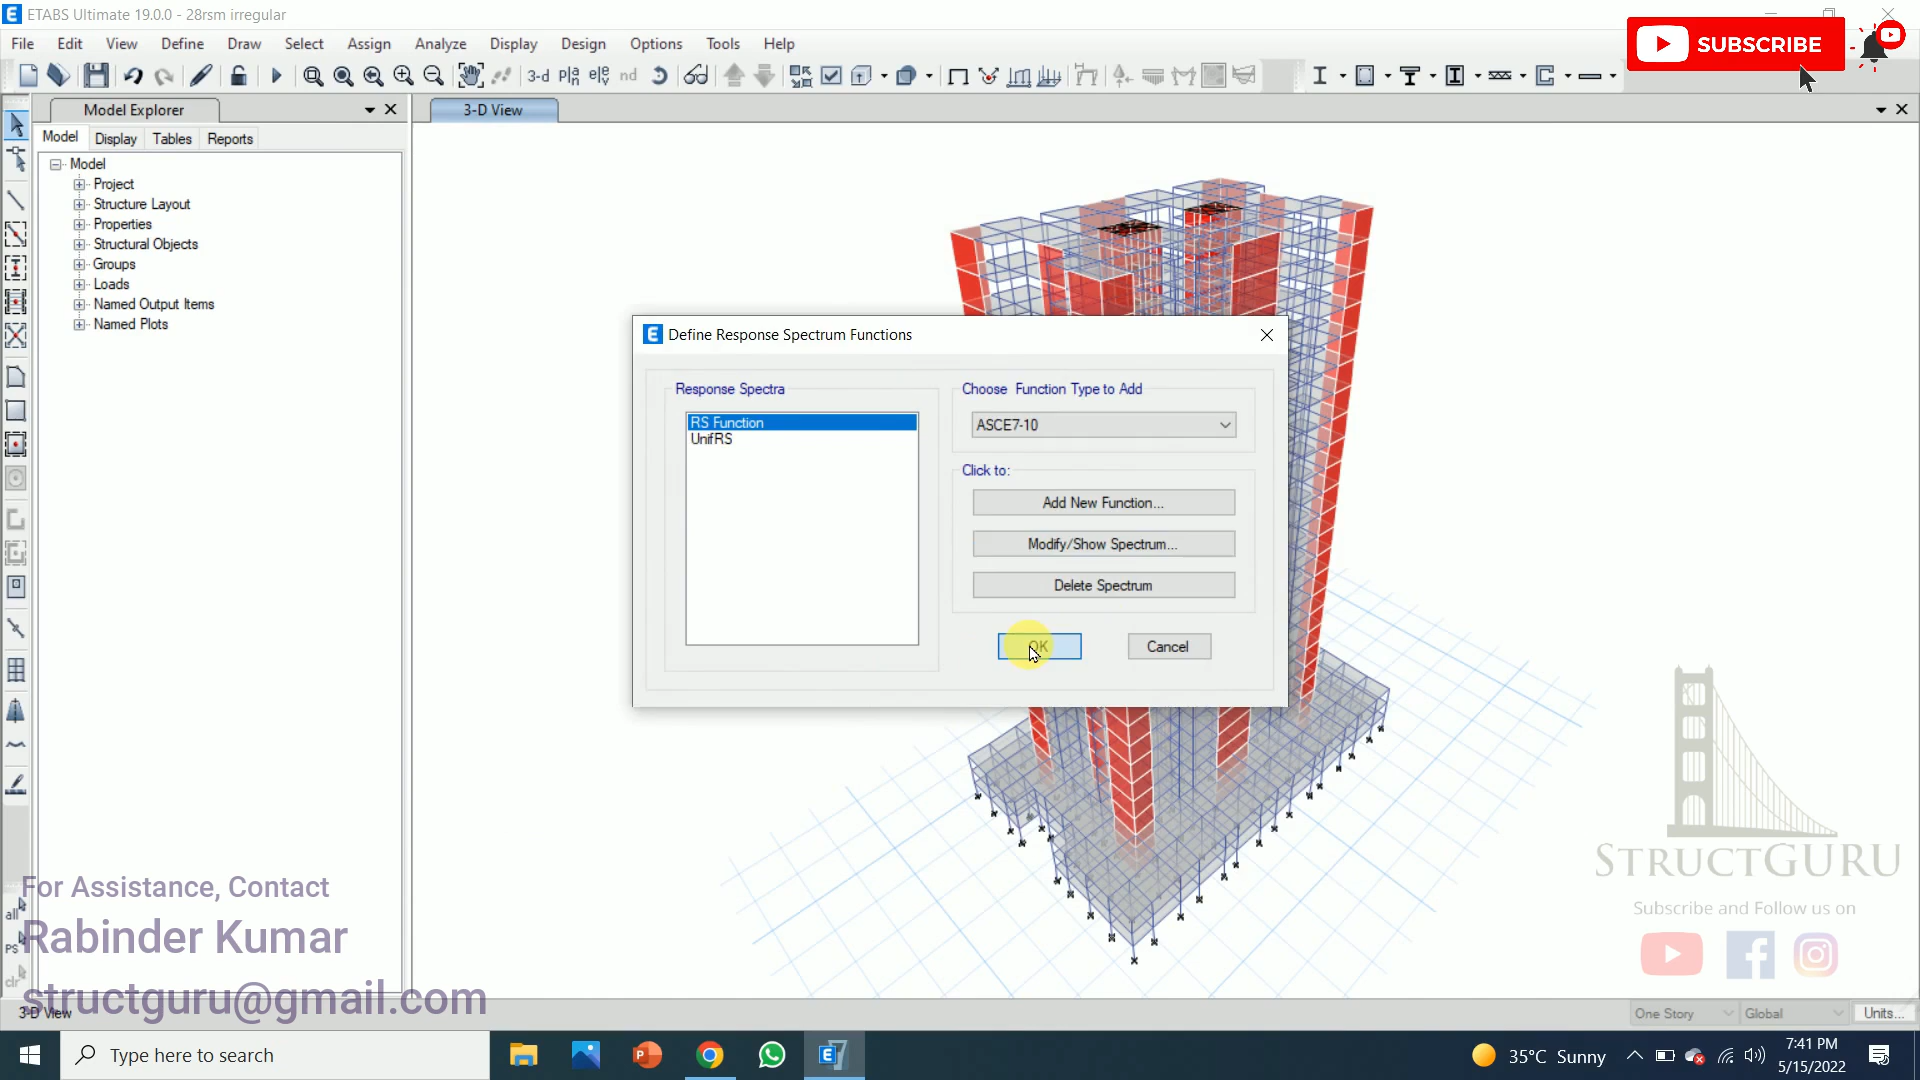 ETABS Ultimate 19.0.0 - 28rsm irregular
File Edit View Define Draw Select Assign Analyze Display Design Options Tools Help
SUBSCRIBE
3-d
nd
Model Explorer
3-D View
Model Display Tables Reports
Model
Project
Structure Layout
Properties
Structural Objects
Groups
Loads
Named Output Items
Named Plots
Define Response Spectrum Functions
Response Spectra
RS Function
UnifRS
Choose Function Type to Add
ASCE7-10
Click to:
Add New Function...
Modify/Show Spectrum...
Delete Spectrum
OK
Cancel
STRUCTGURU
Subscribe and Follow us on
For Assistance, Contact
all
Rabinder Kumar
PS
clr
structguru@gmail.com
3-D View
One Story
Global
Units...
Type here to search
35°C Sunny
7:41 PM
5/15/2022